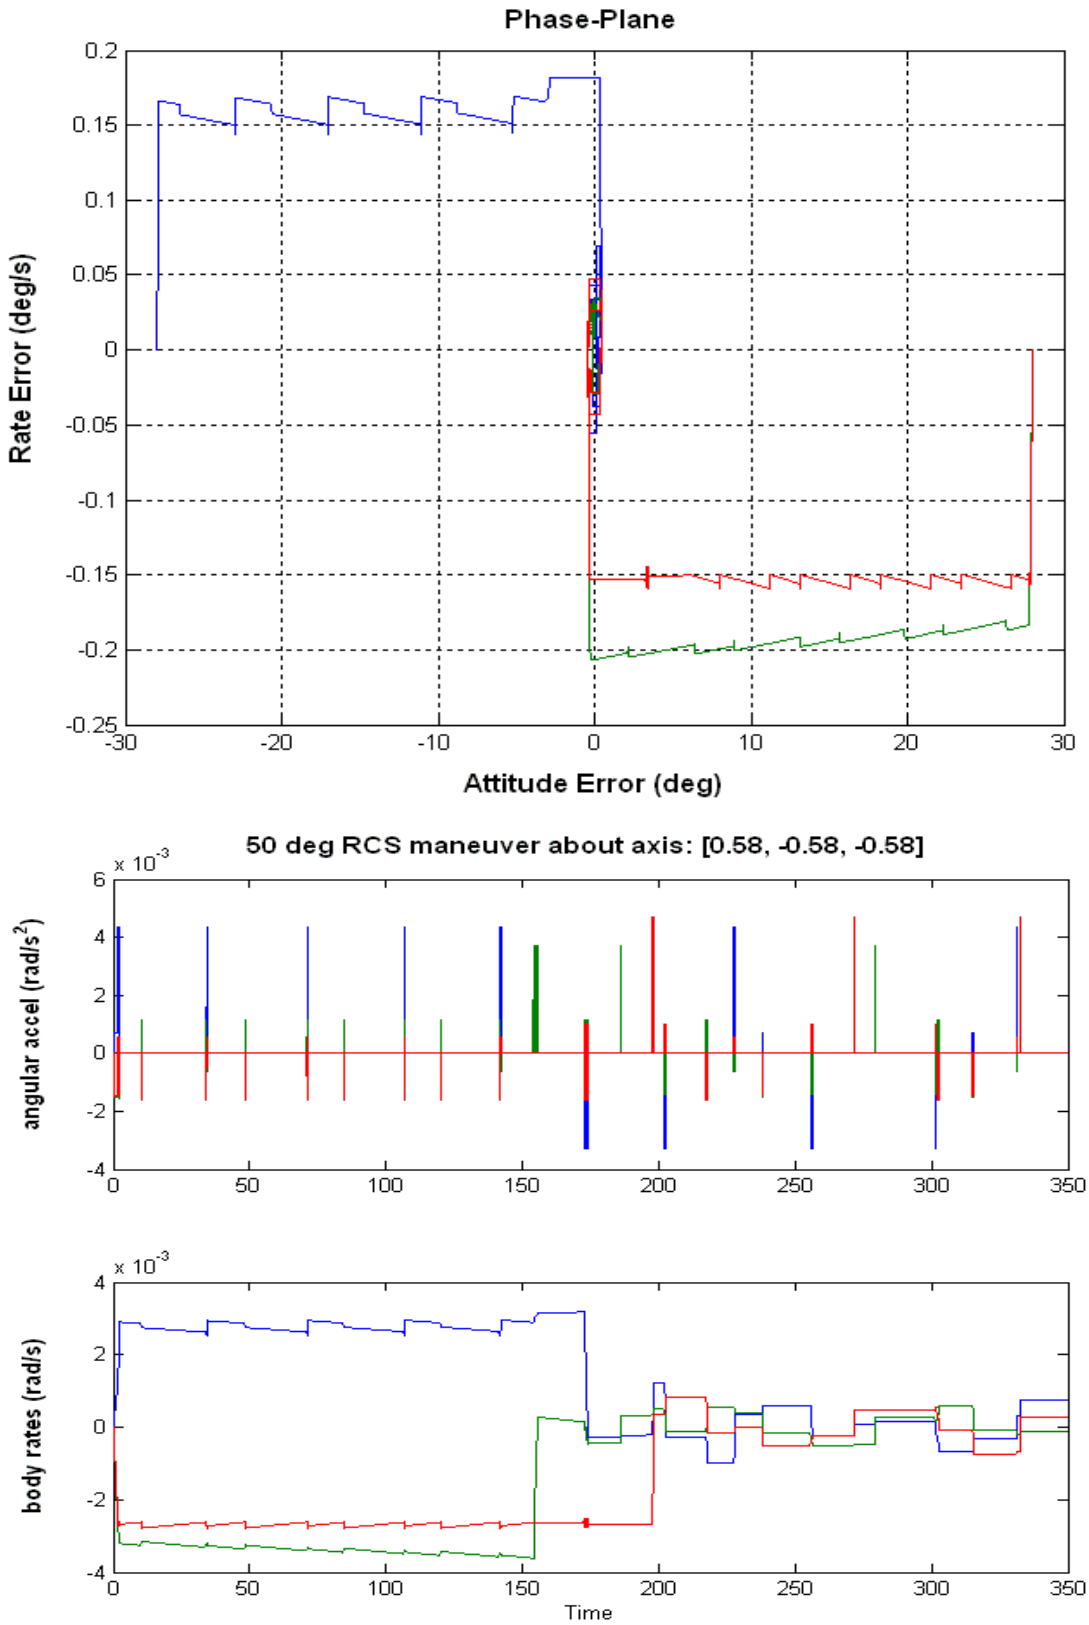 Phase-Plane
0.2
0.15
0.1
0.05
0
-0.05
-0.1
-0.15
-0.2
-0.25
Rate Error (deg/s)
-30 -20 -10 0 10 20 30
Attitude Error (deg)
50 deg RCS maneuver about axis: [0.58, -0.58, -0.58]
x 10^-3
6
4
2
0
-2
-4
angular accel (rad/s^2)
0 50 100 150 200 250 300 350
x 10^-3
4
2
0
-2
-4
body rates (rad/s)
0 50 100 150 200 250 300 350
Time